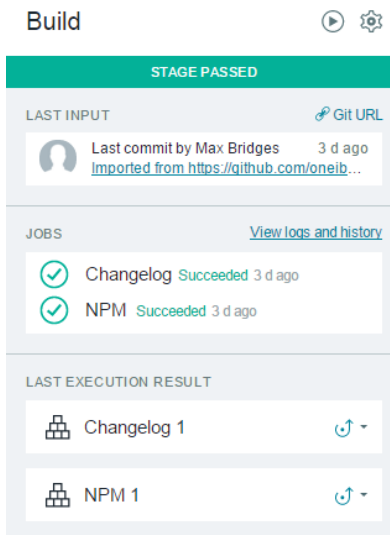 Build
STAGE PASSED
LAST INPUT Git URL
Last commit by Max Bridges 3 d ago
Imported from https://github.com/oneib...
JOBS View logs and history
Changelog Succeeded 3 d ago
NPM Succeeded 3 d ago
LAST EXECUTION RESULT
Changelog 1
NPM 1